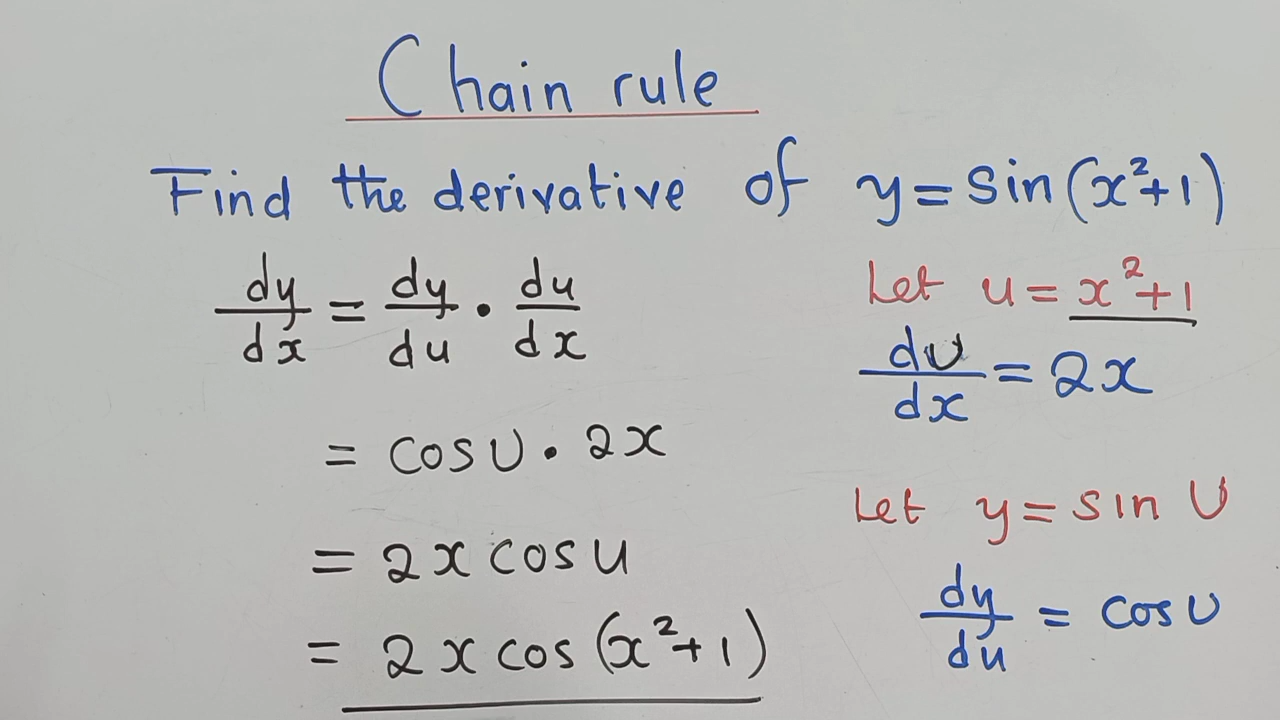 Chain rule
Find the derivative of y = Sin(x²+1)
dy/dx = dy/du · du/dx
= cos U · 2x
= 2x cos u
= 2x cos (x²+1)
Let u = x²+1
dU/dx = 2x
Let y = sin U
dy/du = cos U